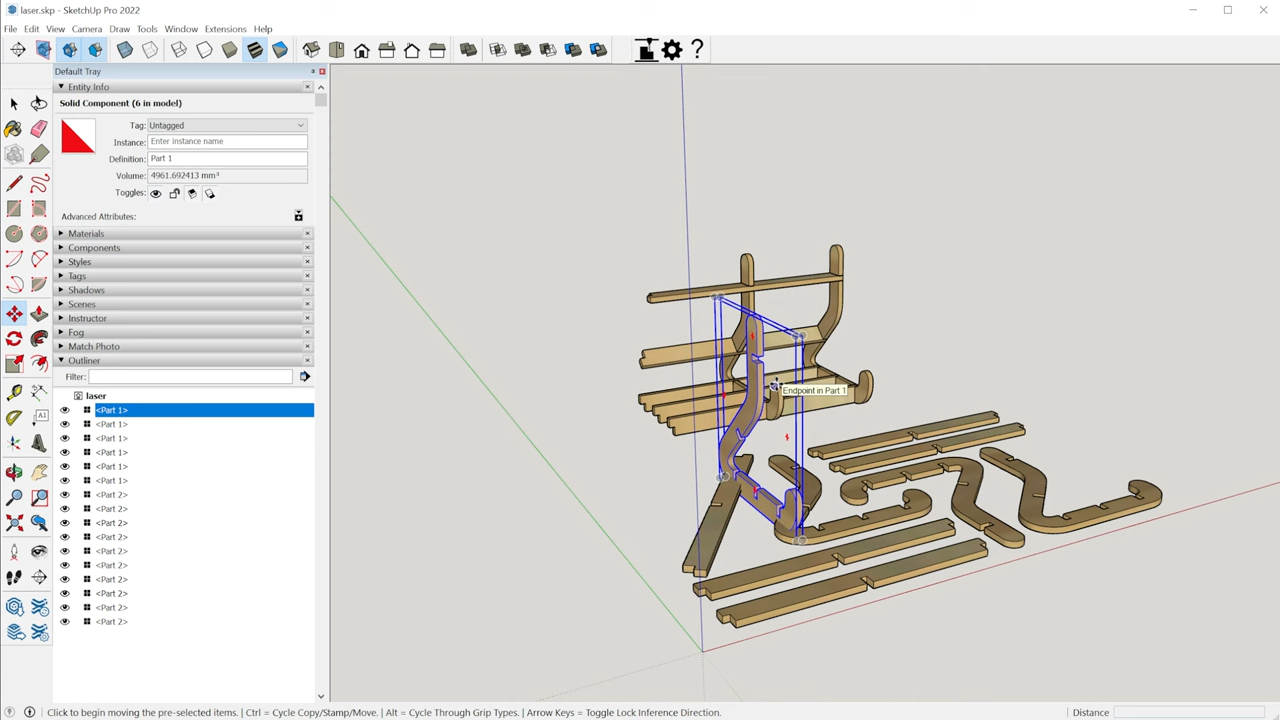 laser.skp - SketchUp Pro 2022
File Edit View Camera Draw Tools Window Extensions Help
Default Tray
Entity Info
Solid Component (6 in model)
Tag: Untagged
Instance: Enter instance name
Definition: Part 1
Volume: 4961.692413 mm³
Toggles:
Advanced Attributes:
Materials
Components
Styles
Tags
Shadows
Scenes
Instructor
Fog
Match Photo
Outliner
Filter:
laser
<Part 1>
<Part 1>
<Part 1>
<Part 1>
<Part 1>
<Part 1>
<Part 2>
<Part 2>
<Part 2>
<Part 2>
<Part 2>
<Part 2>
<Part 2>
<Part 2>
<Part 2>
<Part 2>
Endpoint in Part 1
A1
Click to begin moving the pre-selected items. | Ctrl = Cycle Copy/Stamp/Move. | Alt = Cycle Through Grip Types. | Arrow Keys = Toggle Lock Inference Direction.
Distance